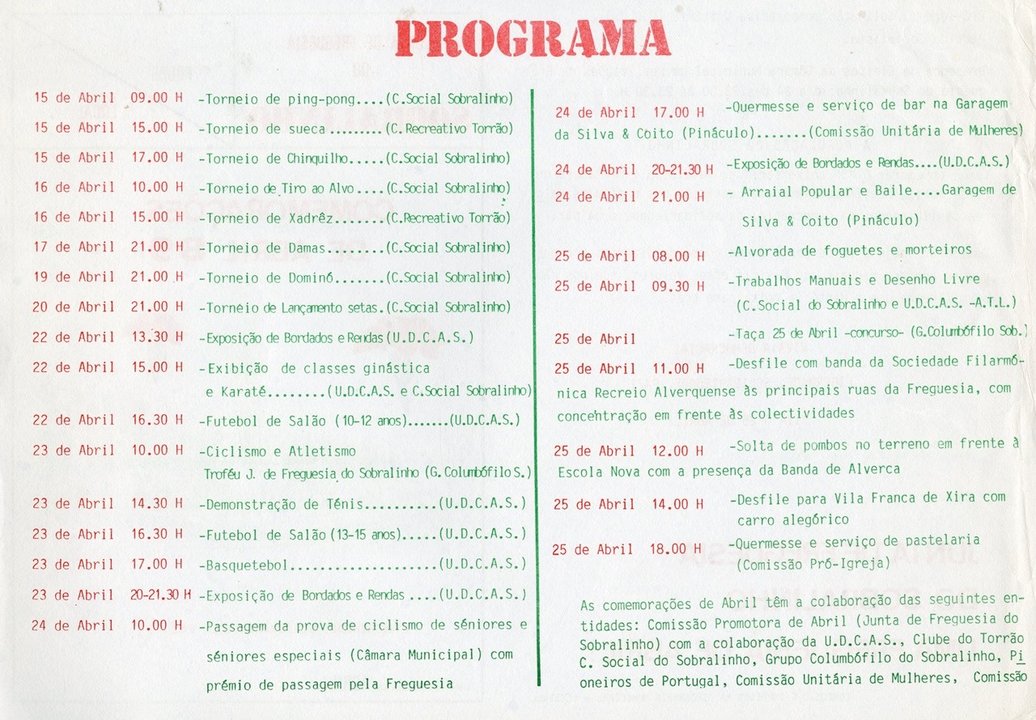 PROGRAMA
15 de Abril 09.00 H -Torneio de ping-pong....(C.Social Sobralinho)
15 de Abril 15.00 H -Torneio de sueca ........(C. Recreativo Torrão)
15 de Abril 17.00 H -Torneio de Chinquilho.....(C.Social Sobralinho)
16 de Abril 10.00 H -Torneio de Tiro ao Alvo....(C.Social Sobralinho)
16 de Abril 15.00 H -Torneio de Xadrêz.......(C.Recreativo Torrão)
17 de Abril 21.00 H -Torneio de Damas........(C.Social Sobralinho)
19 de Abril 21.00 H -Torneio de Dominó.......(C.Social Sobralinho)
20 de Abril 21.00 H -Torneio de Lançamento setas.(C.Social Sobralinho)
22 de Abril 13.30 H -Exposição de Bordados e Rendas (U.D.C.A.S.)
22 de Abril 15.00 H -Exibição de classes ginástica
e Karaté........(U.D.C.A.S. e C.Social Sobralinho)
22 de Abril 16.30 H -Futebol de Salão (10-12 anos).......(U.D.C.A.S.)
23 de Abril 10.00 H -Ciclismo e Atletismo
Troféu J. de Freguesia do Sobralinho (G. Columbófilo S.)
23 de Abril 14.30 H -Demonstração de Ténis..........(U.D.C.A.S.)
23 de Abril 16.30 H -Futebol de Salão (13-15 anos).....(U.D.C.A.S.)
23 de Abril 17.00 H -Basquetebol....................(U.D.C.A.S.)
23 de Abril 20-21.30 H -Exposição de Bordados e Rendas ....(U.D.C.A.S.)
24 de Abril 10.00 H -Passagem da prova de ciclismo de séniores e
séniores especiais (Câmara Municipal) com
prémio de passagem pela Freguesia
24 de Abril 17.00 H -Quermesse e serviço de bar na Garagem
da Silva & Coito (Pináculo).......(Comissão Unitária de Mulheres)
24 de Abril 20-21.30 H -Exposição de Bordados e Rendas....(U.D.C.A.S.)
24 de Abril 21.00 H - Arraial Popular e Baile....Garagem de
Silva & Coito (Pináculo)
25 de Abril 08.00 H -Alvorada de foguetes e morteiros
25 de Abril 09.30 H -Trabalhos Manuais e Desenho Livre
(C.Social do Sobralinho e U.D.C.A.S. -A.T.L.)
25 de Abril -Taça 25 de Abril -concurso- (G.Columbófilo Sob.)
25 de Abril 11.00 H -Desfile com banda da Sociedade Filarmó-
nica Recreio Alverquense às principais ruas da Freguesia, com
concentração em frente às colectividades
25 de Abril 12.00 H -Solta de pombos no terreno em frente à
Escola Nova com a presença da Banda de Alverca
25 de Abril 14.00 H -Desfile para Vila Franca de Xira com
carro alegórico
25 de Abril 18.00 H -Quermesse e serviço de pastelaria
(Comissão Pró-Igreja)
As comemorações de Abril têm a colaboração das seguintes en-
tidades: Comissão Promotora de Abril (Junta de Freguesia do
Sobralinho) com a colaboração da U.D.C.A.S., Clube do Torrão
C. Social do Sobralinho, Grupo Columbófilo do Sobralinho, Pi
oneiros de Portugal, Comissão Unitária de Mulheres, Comissão